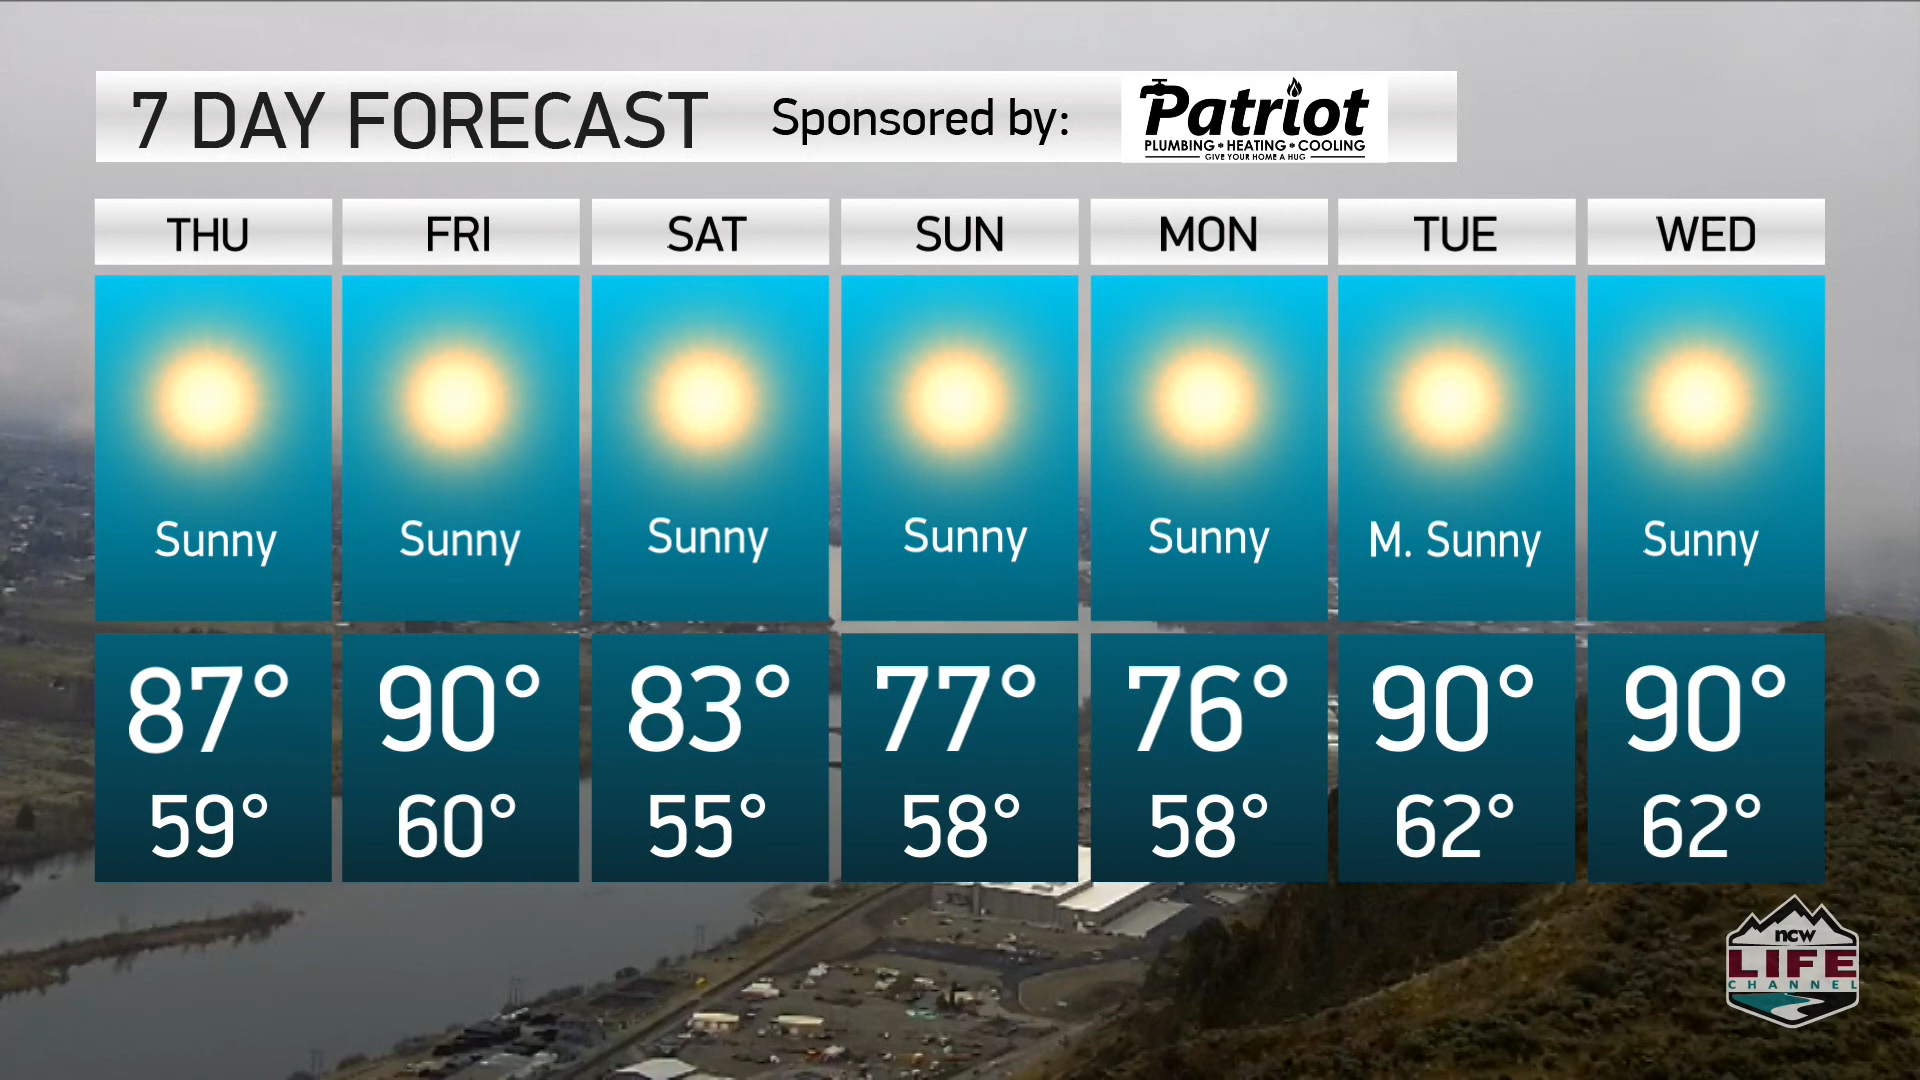 7 DAY FORECAST Sponsored by:
Patriot
PLUMBING * HEATING * COOLING
GIVE YOUR HOME A HUG
THU FRI SAT SUN MON TUE WED
Sunny Sunny Sunny Sunny Sunny M. Sunny Sunny
87° 90° 83° 77° 76° 90° 90°
59° 60° 55° 58° 58° 62° 62°
ncw
LIFE
CHANNEL